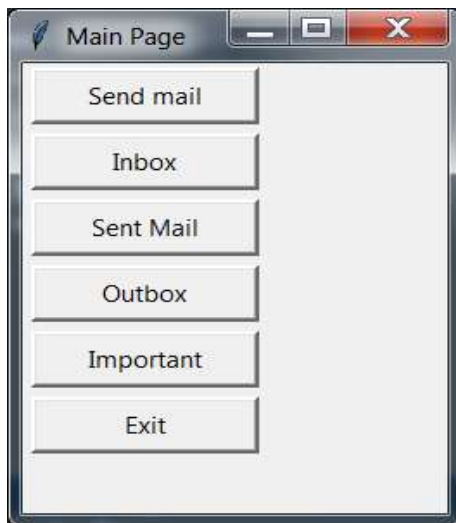 Main Page
Send mail
Inbox
Sent Mail
Outbox
Important
Exit